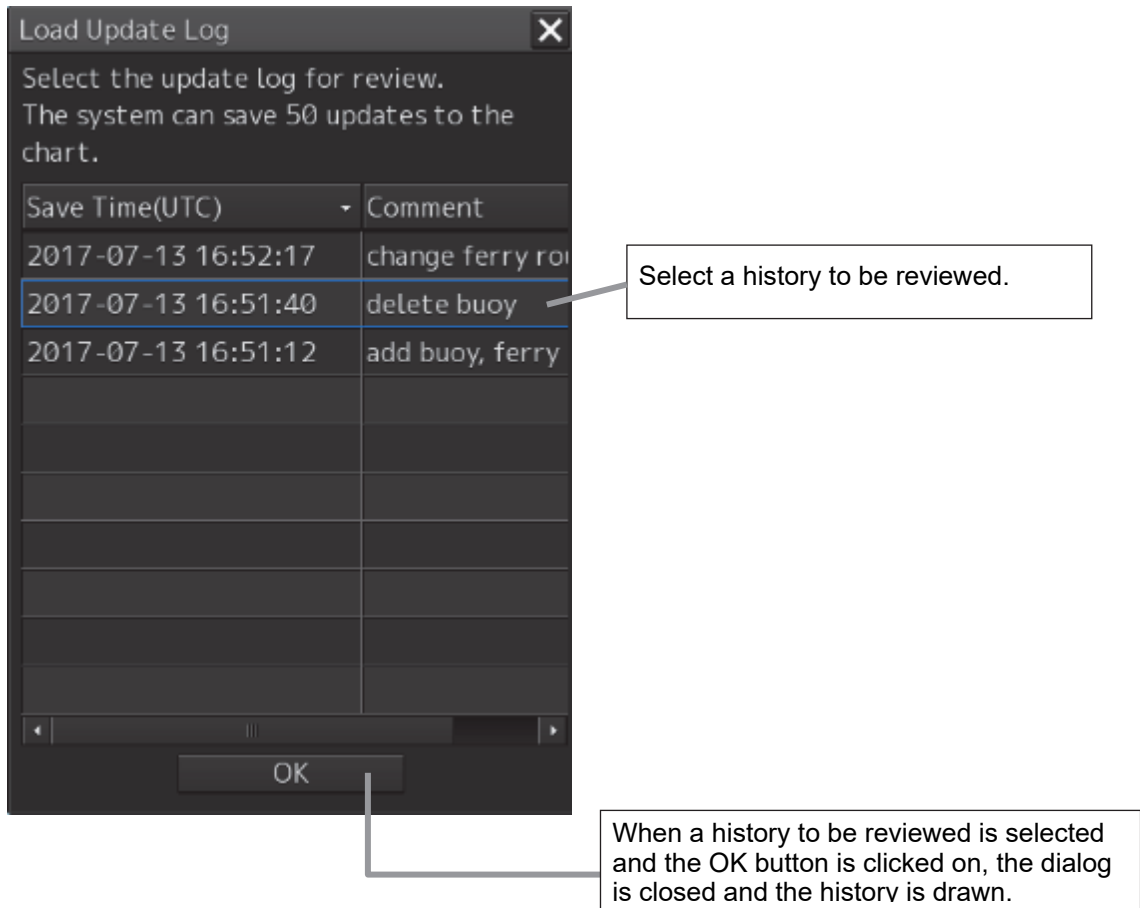 Load Update Log
Select the update log for review.
The system can save 50 updates to the
chart.
Save Time(UTC) Comment
2017-07-13 16:52:17 change ferry
2017-07-13 16:51:40 delete buoy
2017-07-13 16:51:12 add buoy, ferry
OK
Select a history to be reviewed.
When a history to be reviewed is selected
and the OK button is clicked on, the dialog
is closed and the history is drawn.